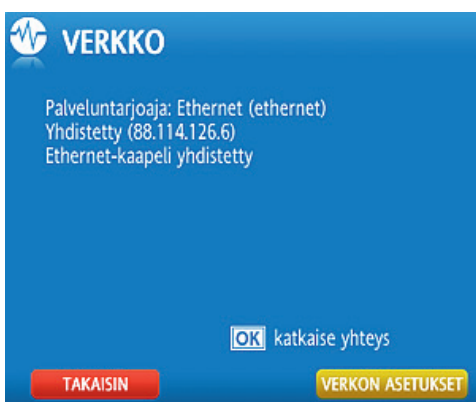 VERKKO
Palveluntarjoaja: Ethernet (ethernet)
Yhdistetty (88.114.126.6)
Ethernet-kaapeli yhdistetty
OK katkaise yhteys
TAKAISIN
VERKON ASETUKSET